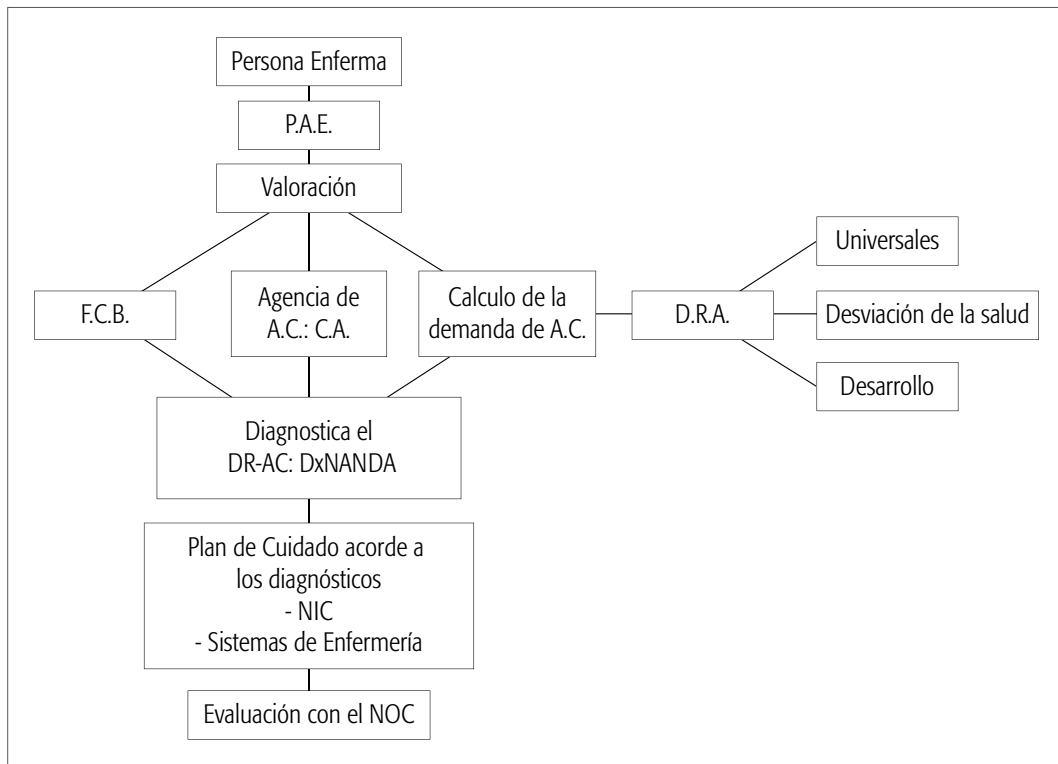 Persona Enferma
P.A.E.
Valoración
F.C.B.
Agencia de
A.C.: C.A.
Calculo de la
demanda de A.C.
D.R.A.
Universales
Desviación de la salud
Desarrollo
Diagnostica el
DR-AC: DxNANDA
Plan de Cuidado acorde a
los diagnósticos
- NIC
- Sistemas de Enfermería
Evaluación con el NOC